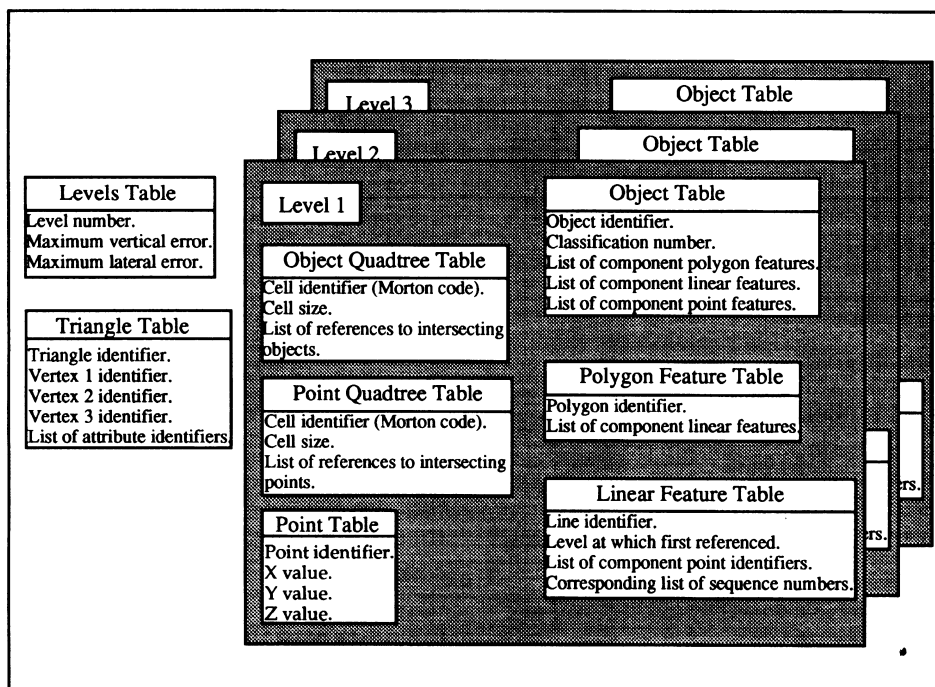 Level 3
Object Table
Level 2
Object Table
Levels Table
Level number.
Maximum vertical error.
Maximum lateral error.
Triangle Table
Triangle identifier.
Vertex 1 identifier.
Vertex 2 identifier.
Vertex 3 identifier.
List of attribute identifiers.
Level 1
Object Quadtree Table
Cell identifier (Morton code).
Cell size.
List of references to intersecting
objects.
Point Quadtree Table
Cell identifier (Morton code).
Cell size.
List of references to intersecting
points.
Point Table
Point identifier.
X value.
Y value.
Z value.
Object Table
Object identifier.
Classification number.
List of component polygon features.
List of component linear features.
List of component point features.
Polygon Feature Table
Polygon identifier.
List of component linear features.
Linear Feature Table
Line identifier.
Level at which first referenced.
List of component point identifiers.
Corresponding list of sequence numbers.
ers.
ers.